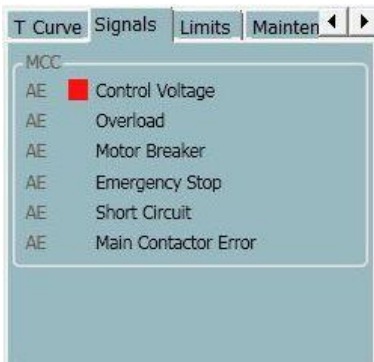 T Curve Signals Limits Mainten
MCC
AE Control Voltage
AE Overload
AE Motor Breaker
AE Emergency Stop
AE Short Circuit
AE Main Contactor Error